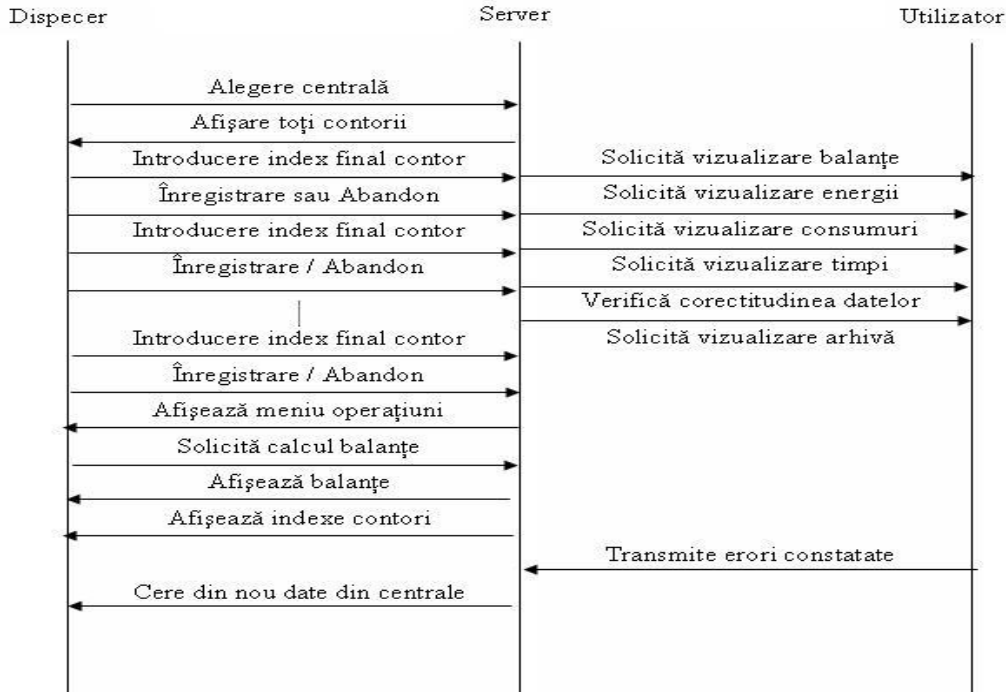 Dispecer
Server
Utilizator
Alegere centrală
Afişare toţi contorii
Introducere index final contor
Solicită vizualizare balanţe
Înregistrare sau Abandon
Solicită vizualizare energii
Introducere index final contor
Solicită vizualizare consumuri
Înregistrare / Abandon
Solicită vizualizare timpi
Verifică corectitudinea datelor
Introducere index final contor
Solicită vizualizare arhivă
Înregistrare / Abandon
Afişează meniu operaţiuni
Solicită calcul balanţe
Afişează balanţe
Afişează indexe contori
Transmite erori constatate
Cere din nou date din centrale